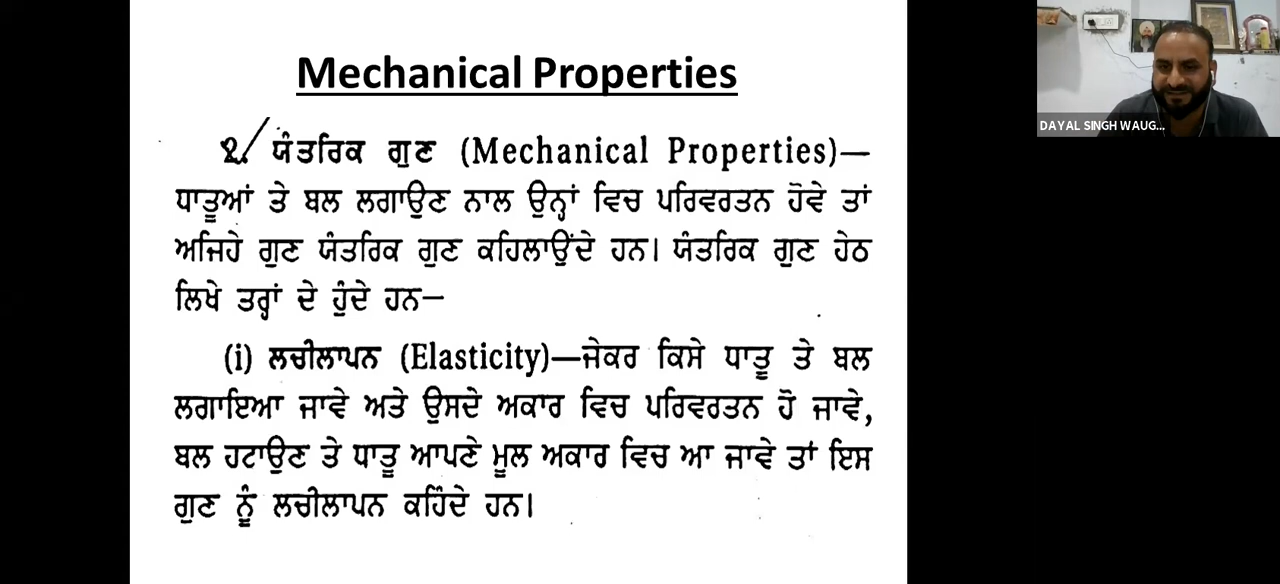 Mechanical Properties
2. ਯੰਤਰਿਕ ਗੁਣ (Mechanical Properties)—
ਧਾਤੂਆਂ ਤੇ ਬਲ ਲਗਾਉਣ ਨਾਲ ਉਨ੍ਹਾਂ ਵਿਚ ਪਰਿਵਰਤਨ ਹੋਵੇ ਤਾਂ
ਅਜਿਹੇ ਗੁਣ ਯੰਤਰਿਕ ਗੁਣ ਕਹਿਲਾਉਂਦੇ ਹਨ। ਯੰਤਰਿਕ ਗੁਣ ਹੇਠ
ਲਿਖੇ ਤਰ੍ਹਾਂ ਦੇ ਹੁੰਦੇ ਹਨ—
(i) ਲਚੀਲਾਪਨ (Elasticity)—ਜੇਕਰ ਕਿਸੇ ਧਾਤੂ ਤੇ ਬਲ
ਲਗਾਇਆ ਜਾਵੇ ਅਤੇ ਉਸਦੇ ਅਕਾਰ ਵਿਚ ਪਰਿਵਰਤਨ ਹੋ ਜਾਵੇ,
ਬਲ ਹਟਾਉਣ ਤੇ ਧਾਤੂ ਆਪਣੇ ਮੂਲ ਅਕਾਰ ਵਿਚ ਆ ਜਾਵੇ ਤਾਂ ਇਸ
ਗੁਣ ਨੂੰ ਲਚੀਲਾਪਨ ਕਹਿੰਦੇ ਹਨ।
DAYAL SINGH WAUG...